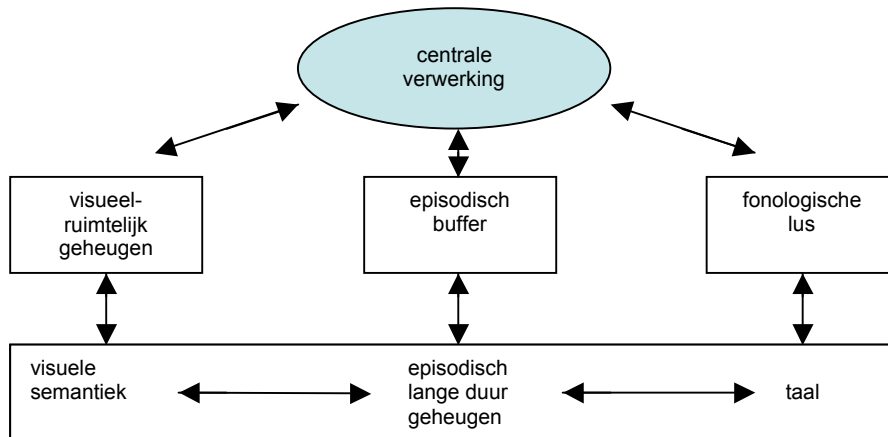 centrale
verwerking
visueel-
ruimtelijk
geheugen
episodisch
buffer
fonologische
lus
visuele
semantiek
episodisch
lange duur
geheugen
taal